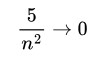 5/n² → 0